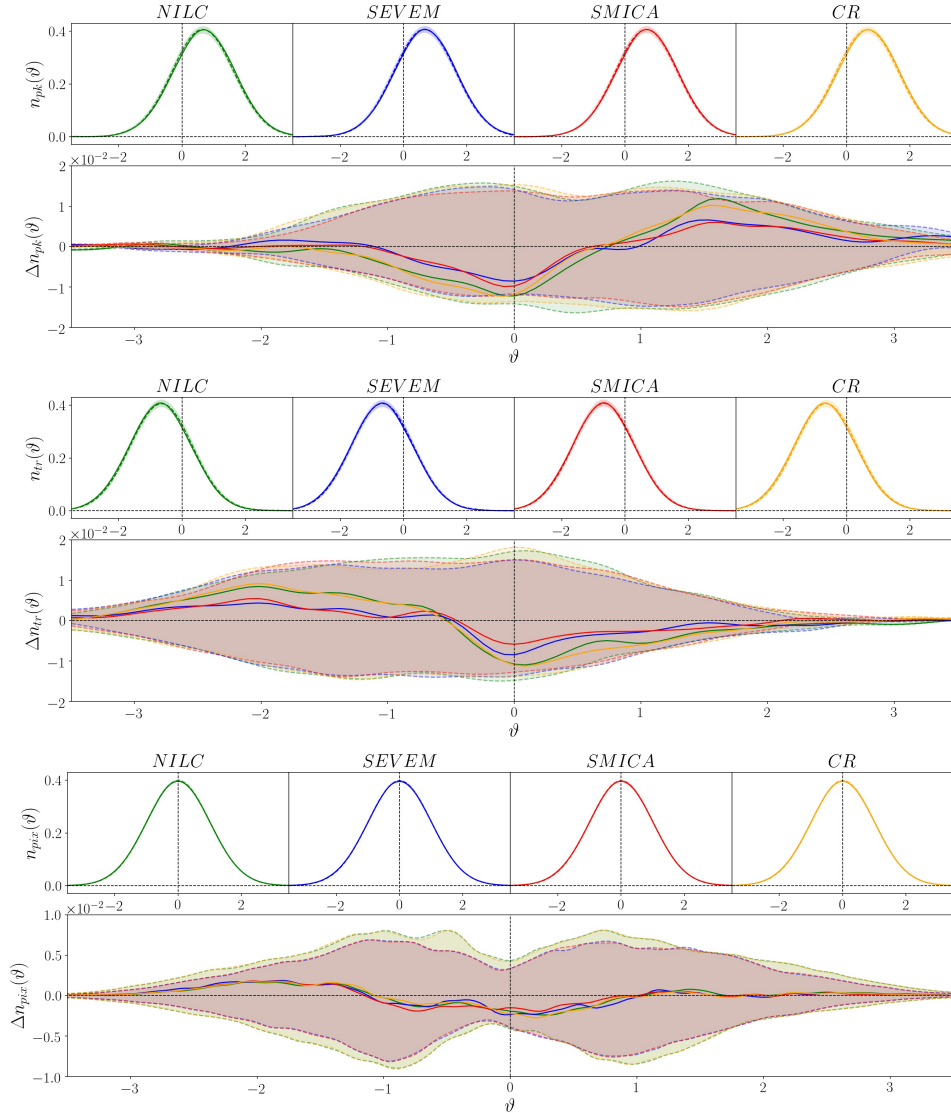 NILC SEVEM SMICA CR
n_{pk}(ϑ)
0.4
0.2
0.0
−2 0 2 −2 0 2 −2 0 2 −2 0 2
×10^{−2}
Δn_{pk}(ϑ)
2
1
0
−1
−2
−3 −2 −1 0 1 2 3
ϑ
NILC SEVEM SMICA CR
n_{tr}(ϑ)
0.4
0.2
0.0
−2 0 2 −2 0 2 −2 0 2 −2 0 2
×10^{−2}
Δn_{tr}(ϑ)
2
1
0
−1
−2
−3 −2 −1 0 1 2 3
ϑ
NILC SEVEM SMICA CR
n_{pix}(ϑ)
0.4
0.2
0.0
−2 0 2 −2 0 2 −2 0 2 −2 0 2
×10^{−2}
Δn_{pix}(ϑ)
1.0
0.5
0.0
−0.5
−1.0
−3 −2 −1 0 1 2 3
ϑ